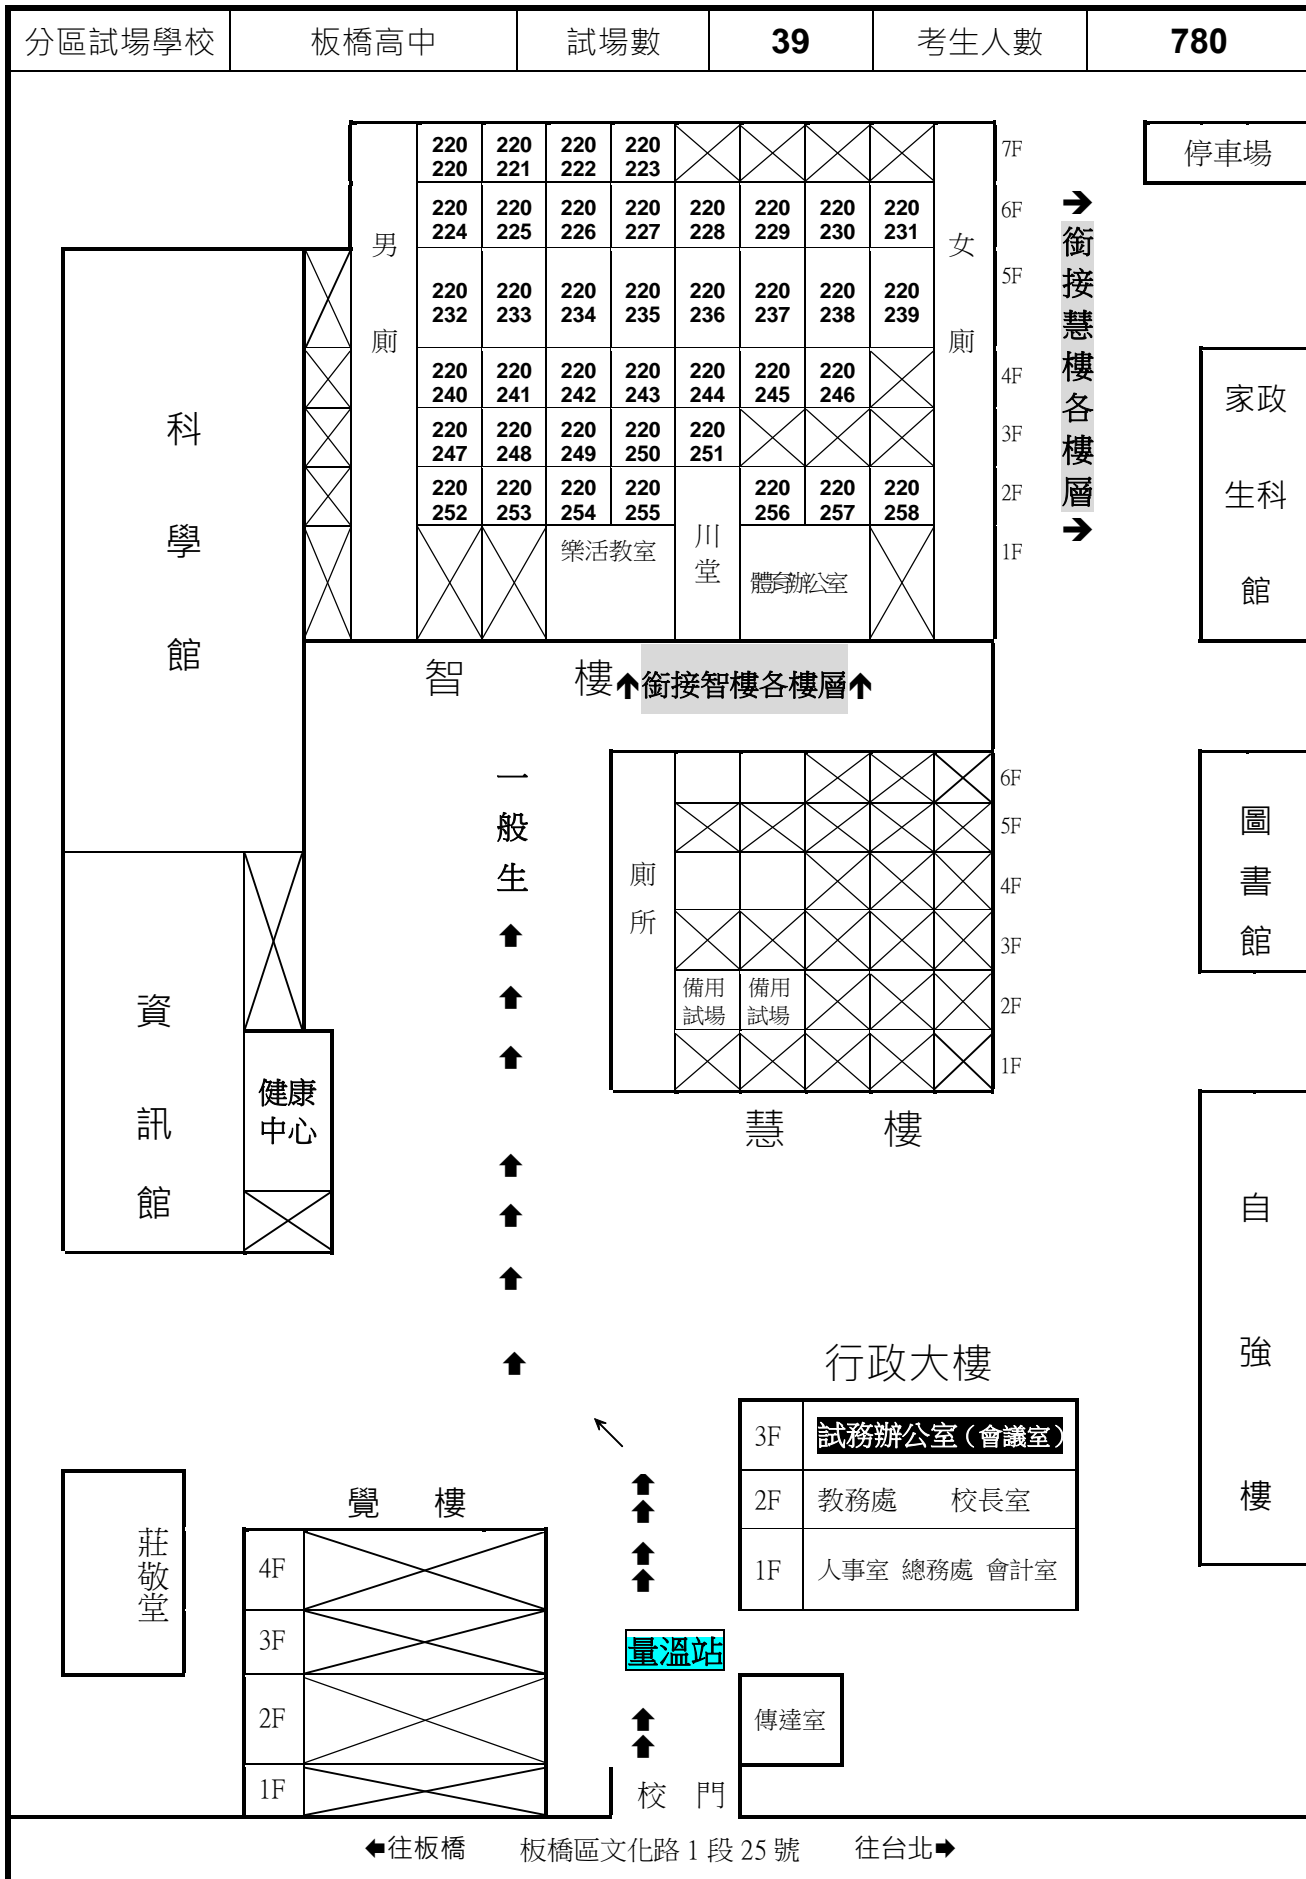 分區試場學校 板橋高中 試場數 39 考生人數 780
220 220 220 220 7F 停車場
220 221 222 223
220 220 220 220 220 220 220 220 6F
224 225 226 227 228 229 230 231
男廁
女廁
220 220 220 220 220 220 220 220 5F
232 233 234 235 236 237 238 239
220 220 220 220 220 220 220 4F
240 241 242 243 244 245 246
220 220 220 220 220 3F
247 248 249 250 251
220 220 220 220 220 220 220 2F
252 253 254 255 256 257 258
樂活教室
川堂
體育辦公室
1F
➔銜接慧樓各樓層➔
科學館
家政
生科
館
智樓
⬆銜接智樓各樓層⬆
一般生
廁所
6F
5F
4F
3F
備用 備用 2F
試場 試場
1F
圖書館
資訊館
健康
中心
慧樓
自強樓
行政大樓
3F 試務辦公室（會議室）
2F 教務處 校長室
1F 人事室 總務處 會計室
莊敬堂
覺樓
4F
3F
2F
1F
量溫站
傳達室
校門
⬅往板橋 板橋區文化路 1 段 25 號 往台北➡